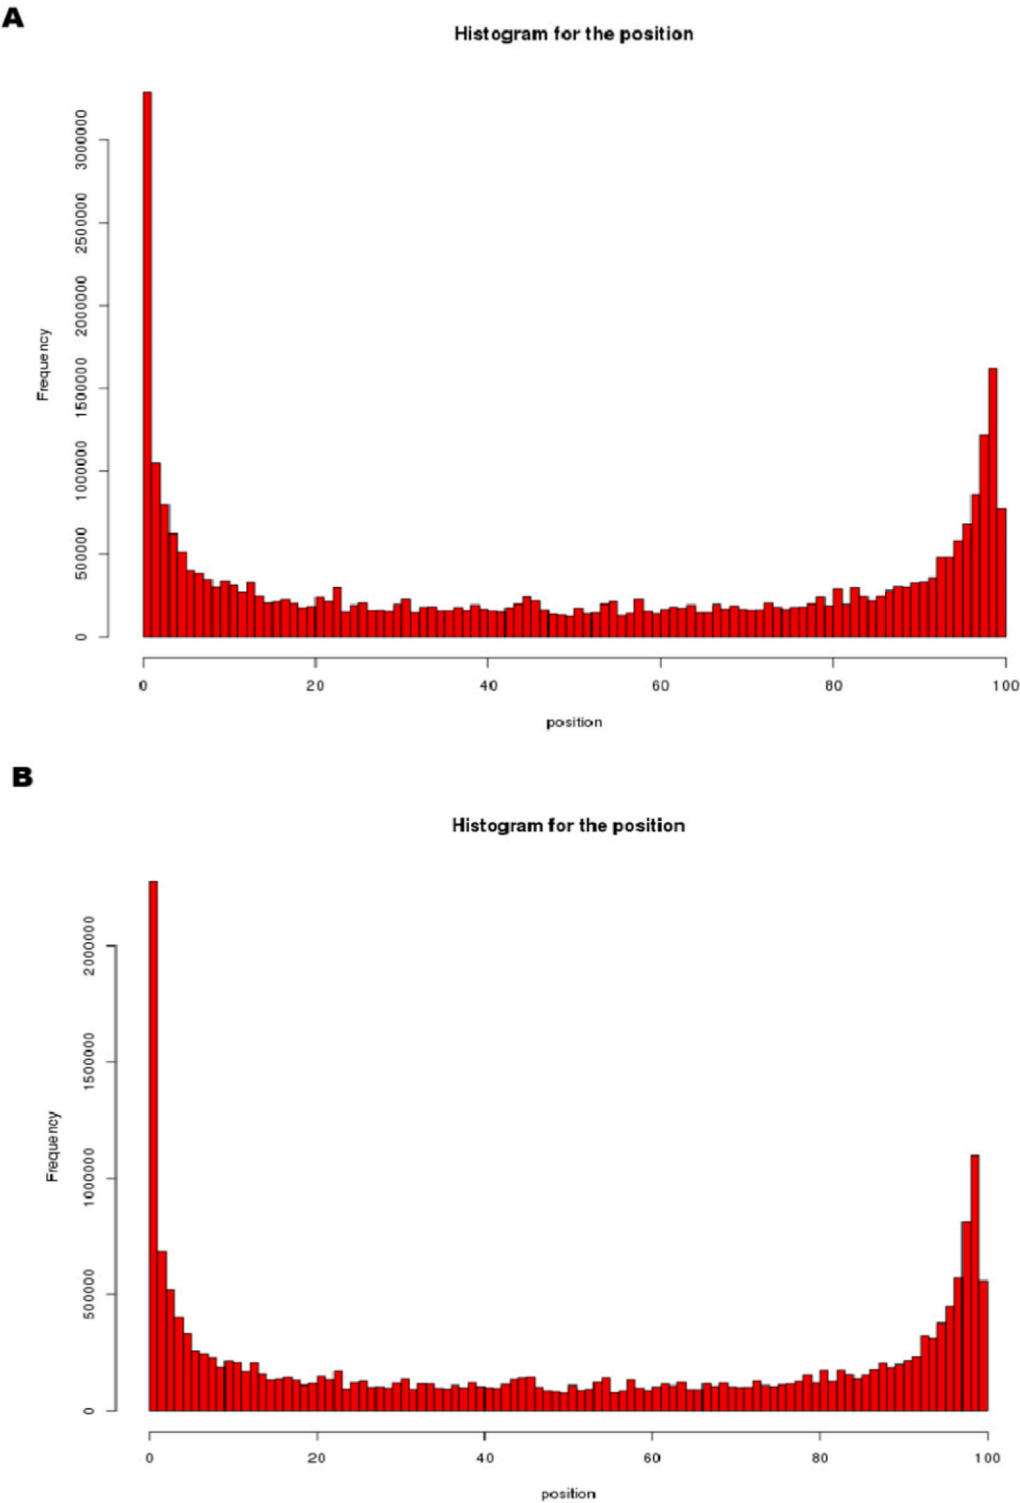 A
Histogram for the position
3000000
2500000
2000000
1500000
1000000
500000
0
Frequency
0 20 40 60 80 100
position
B
Histogram for the position
2000000
1500000
1000000
500000
0
Frequency
0 20 40 60 80 100
position